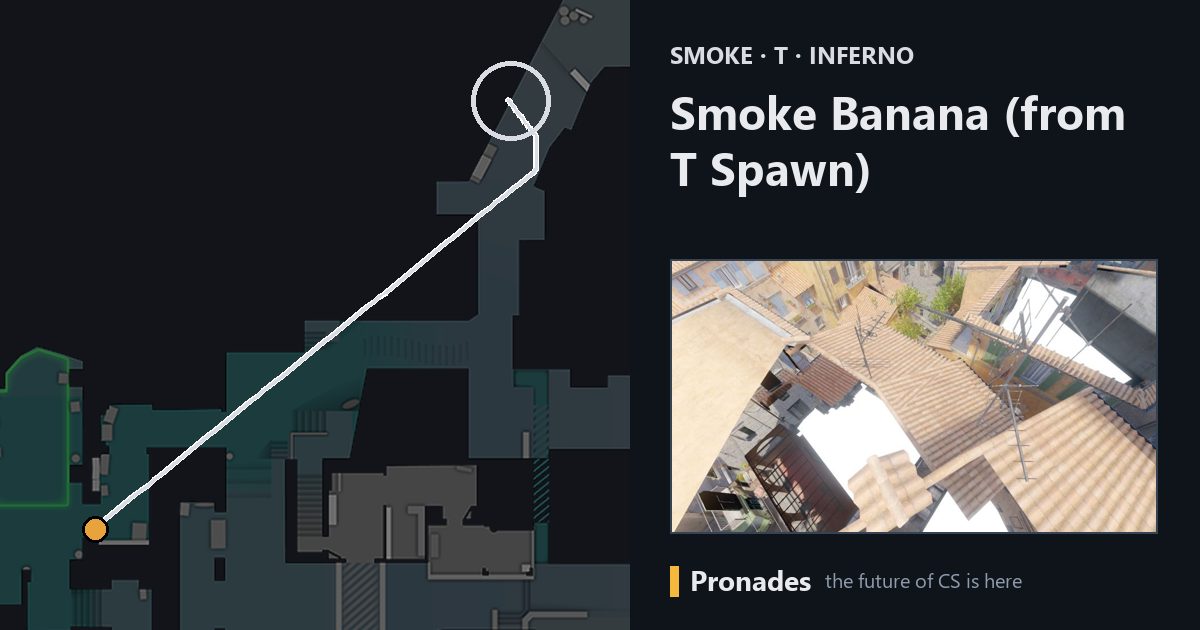 SMOKE · T · INFERNO
Smoke Banana (from
T Spawn)
Pronades the future of CS is here